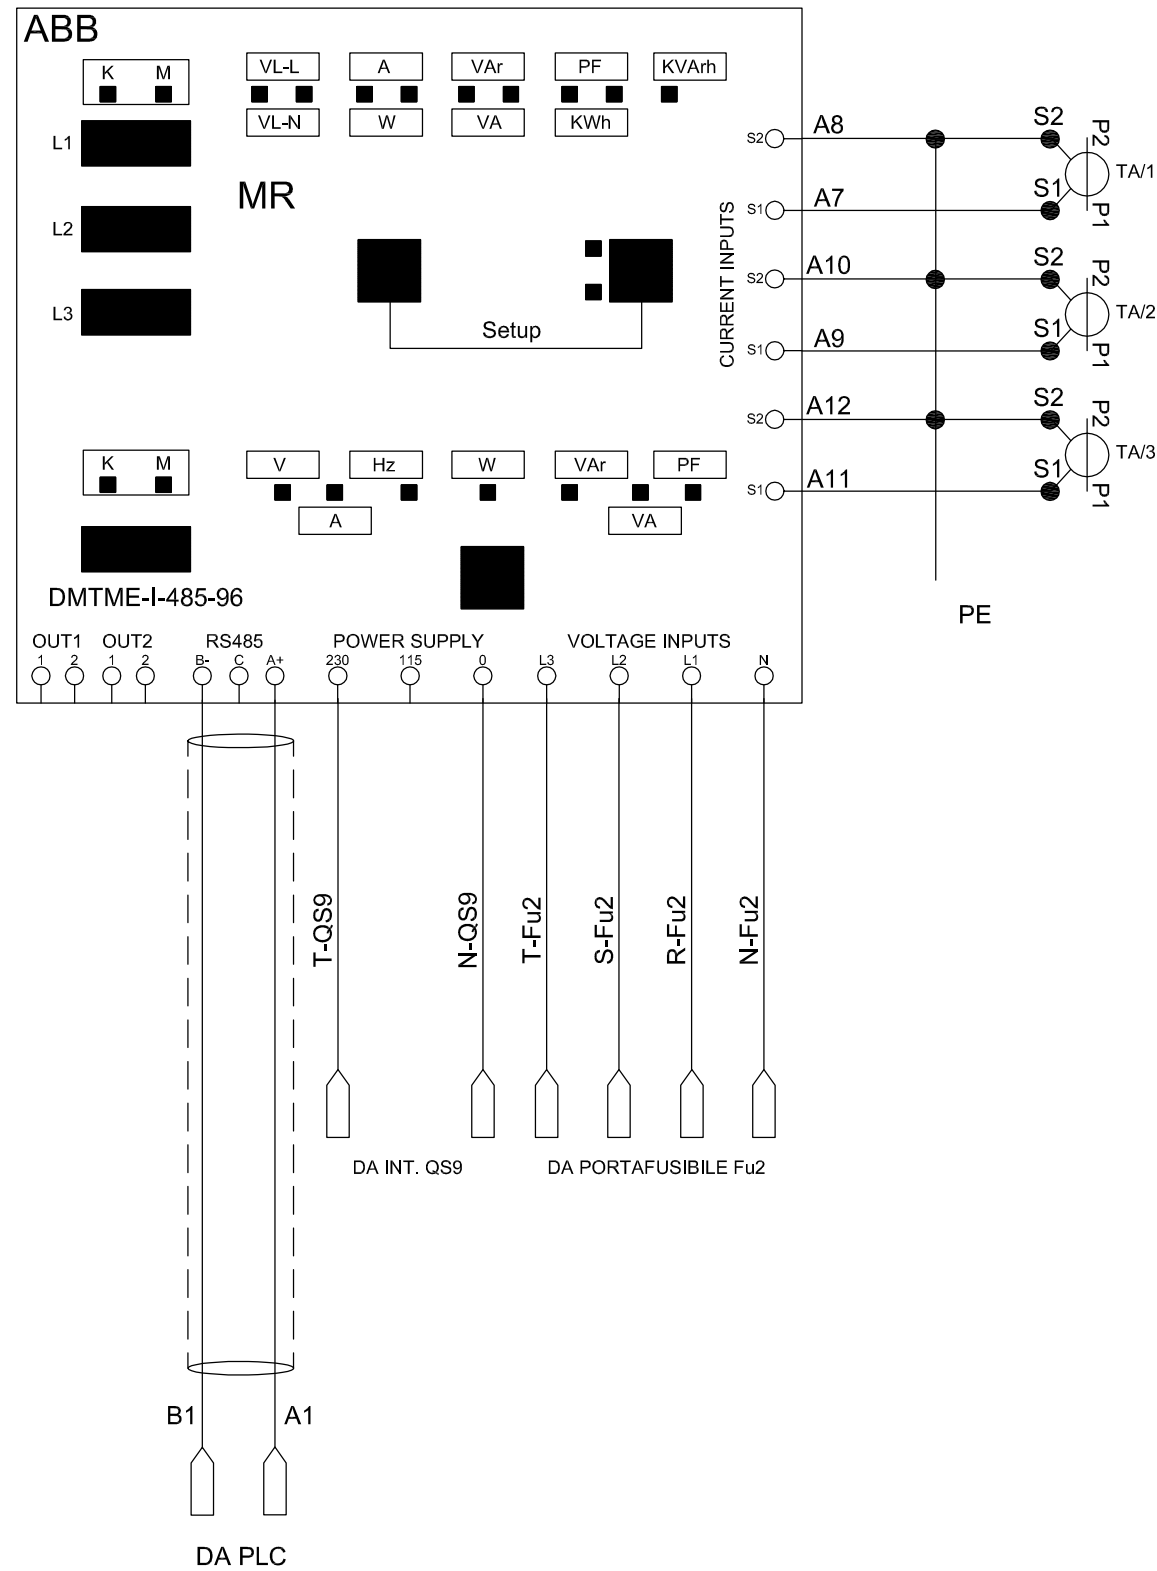 ABB
K M
VL-L A VAr PF KVArh
VL-N W VA KWh
L1
L2
L3
MR
Setup
CURRENT INPUTS
S2 A8 S2 P2
TA/1
S1 A7 S1 P1
S2 A10 S2 P2
TA/2
S1 A9 S1 P1
S2 A12 S2 P2
TA/3
S1 A11 S1 P1
PE
K M
V Hz W VAr PF
A VA
DMTME-I-485-96
OUT1 OUT2 RS485 POWER SUPPLY VOLTAGE INPUTS
1 2 1 2 B- C A+ 230 115 0 L3 L2 L1 N
T-QS9 N-QS9 T-Fu2 S-Fu2 R-Fu2 N-Fu2
DA INT. QS9 DA PORTAFUSIBILE Fu2
B1 A1
DA PLC